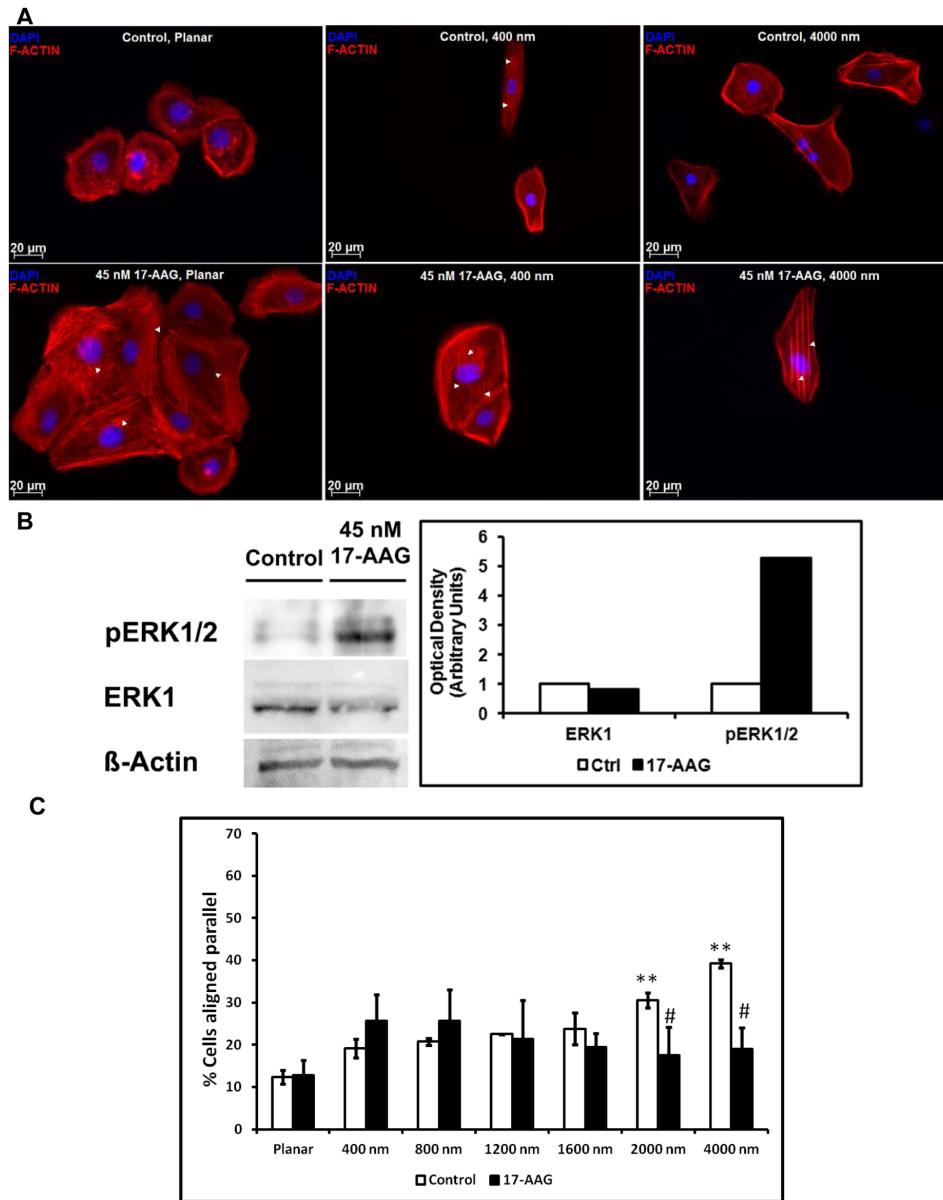 A
DAPI
F-ACTIN
Control, Planar
20 µm
DAPI
F-ACTIN
Control, 400 nm
20 µm
DAPI
F-ACTIN
Control, 4000 nm
20 µm
DAPI
F-ACTIN
45 nM 17-AAG, Planar
20 µm
DAPI
F-ACTIN
45 nM 17-AAG, 400 nm
20 µm
DAPI
F-ACTIN
45 nM 17-AAG, 4000 nm
20 µm
B
Control
45 nM
17-AAG
pERK1/2
ERK1
ß-Actin
Optical Density
(Arbitrary Units)
6
5
4
3
2
1
0
ERK1
pERK1/2
Ctrl
17-AAG
C
% Cells aligned parallel
70
60
50
40
30
20
10
0
**
#
**
#
Planar
400 nm
800 nm
1200 nm
1600 nm
2000 nm
4000 nm
Control
17-AAG